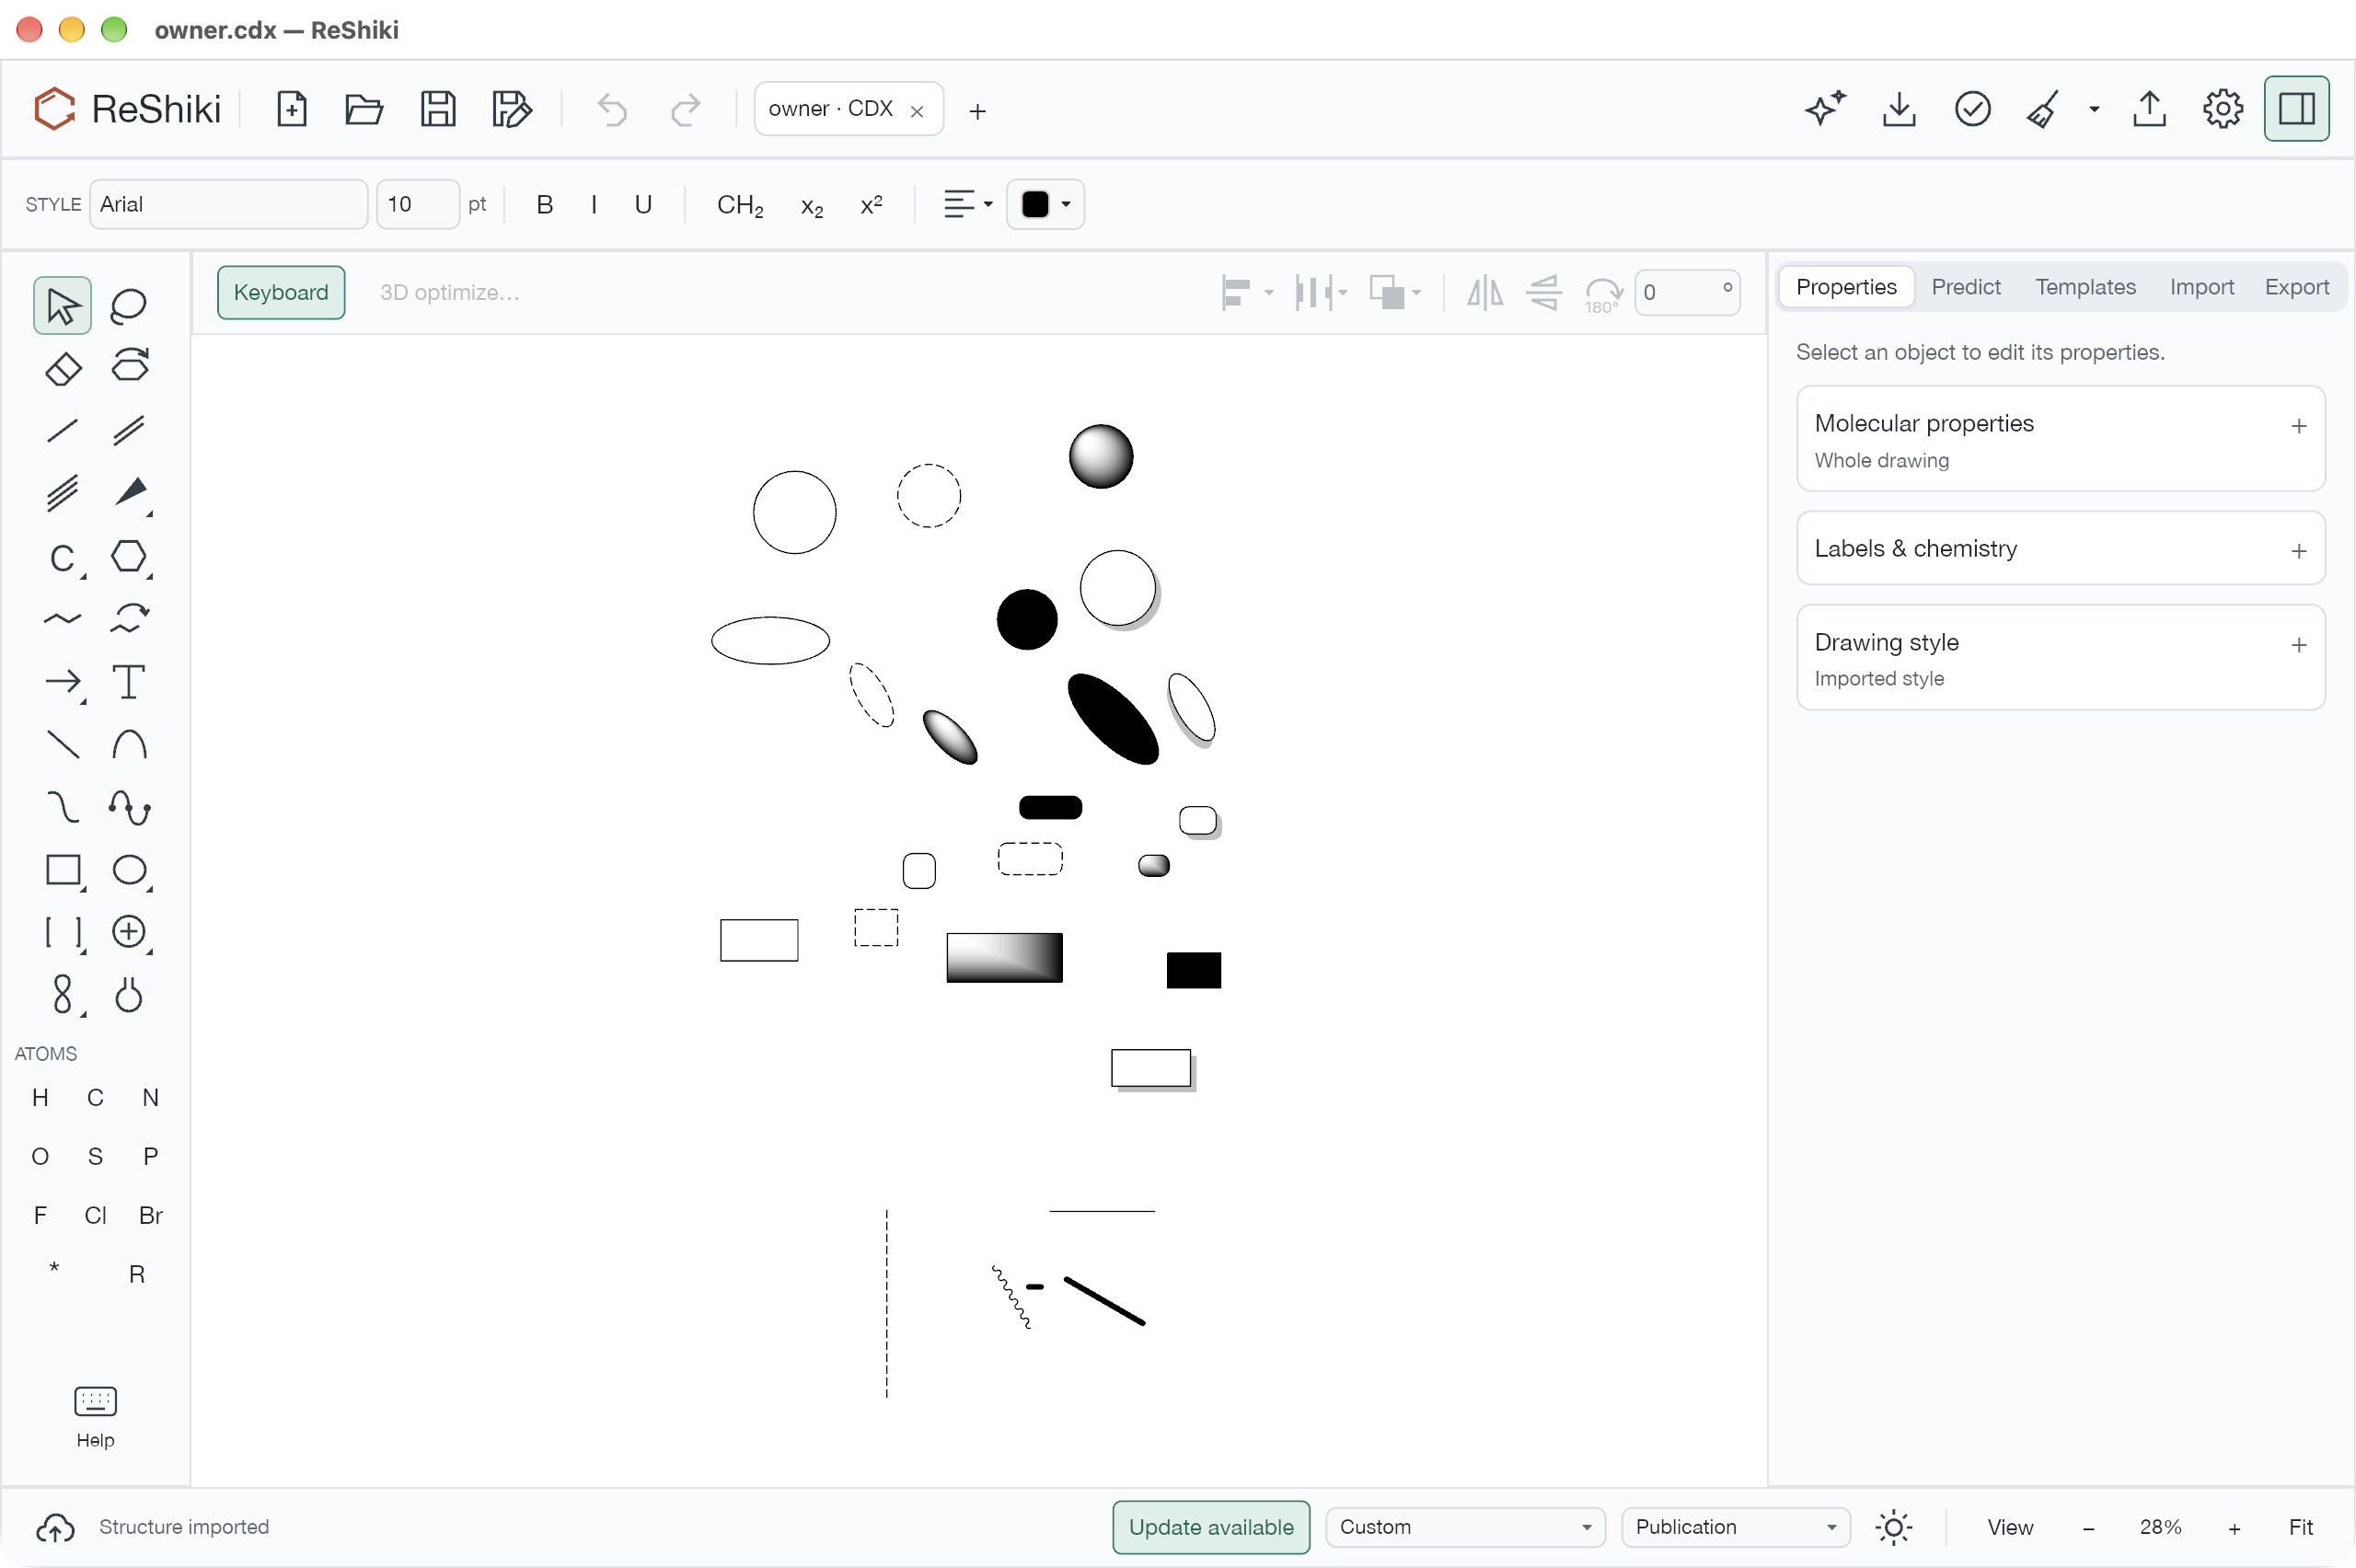 owner.cdx — ReShiki
ReShiki
owner · CDX × +
STYLE Arial 10 pt B I U CH₂ x₂ x²
Keyboard 3D optimize... 180° 0 °
Properties Predict Templates Import Export
Select an object to edit its properties.
Molecular properties +
Whole drawing
Labels & chemistry +
Drawing style +
Imported style
C
T
ATOMS
H C N
O S P
F Cl Br
* R
Help
Structure imported
Update available Custom Publication View − 28% + Fit